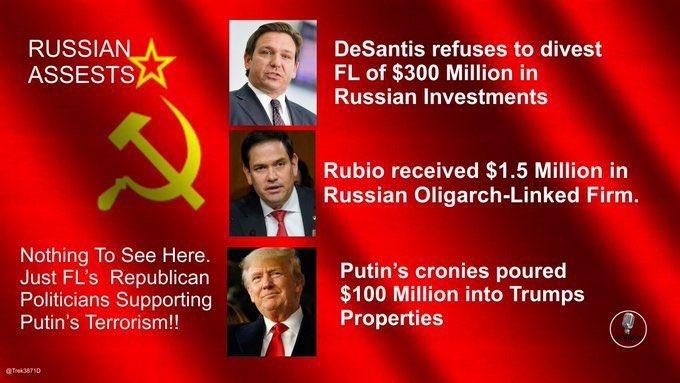 RUSSIAN
ASSESTS
DeSantis refuses to divest
FL of $300 Million in
Russian Investments
Rubio received $1.5 Million in
Russian Oligarch-Linked Firm.
Nothing To See Here.
Just FL's  Republican
Politicians Supporting
Putin's Terrorism!!
Putin's cronies poured
$100 Million into Trumps
Properties
@Trek3871D